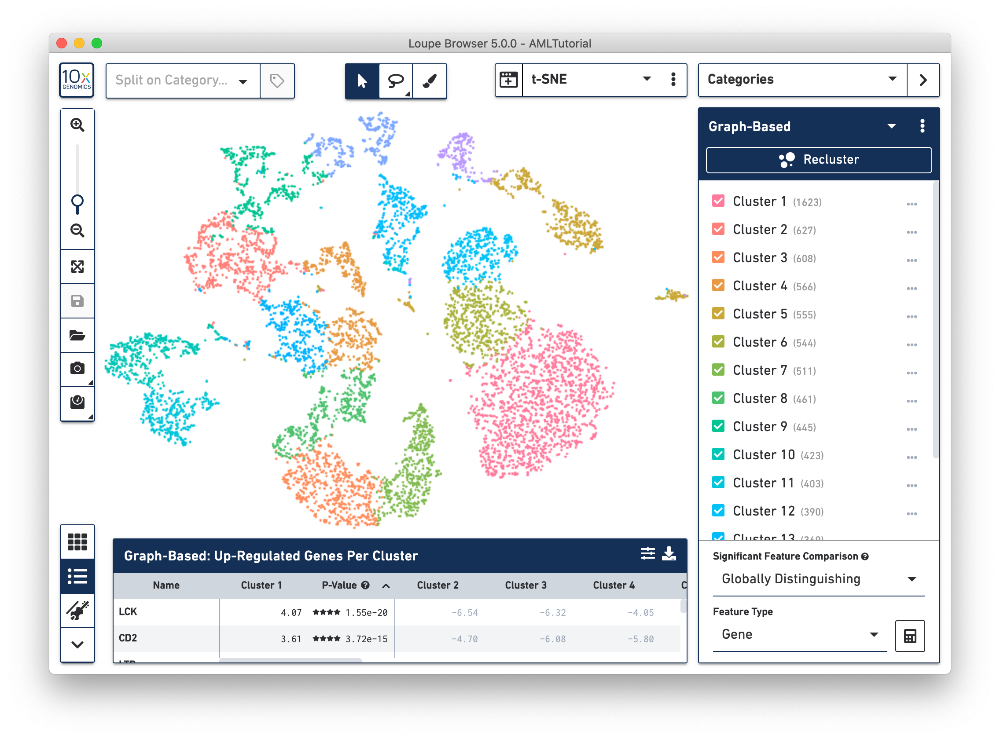 Loupe Browser 5.0.0 - AMLTutorial
10x
GENOMICS
Split on Category...
t-SNE
Categories
Graph-Based
Recluster
Cluster 1 (1623)
Cluster 2 (627)
Cluster 3 (608)
Cluster 4 (566)
Cluster 5 (555)
Cluster 6 (544)
Cluster 7 (511)
Cluster 8 (461)
Cluster 9 (445)
Cluster 10 (423)
Cluster 11 (403)
Cluster 12 (390)
Cluster 13 (369)
Significant Feature Comparison
Globally Distinguishing
Feature Type
Gene
Graph-Based: Up-Regulated Genes Per Cluster
Name Cluster 1 P-Value Cluster 2 Cluster 3 Cluster 4 C
LCK 4.07 ★★★★ 1.55e-20 -6.54 -6.32 -4.05
CD2 3.61 ★★★★ 3.72e-15 -4.70 -6.08 -5.80